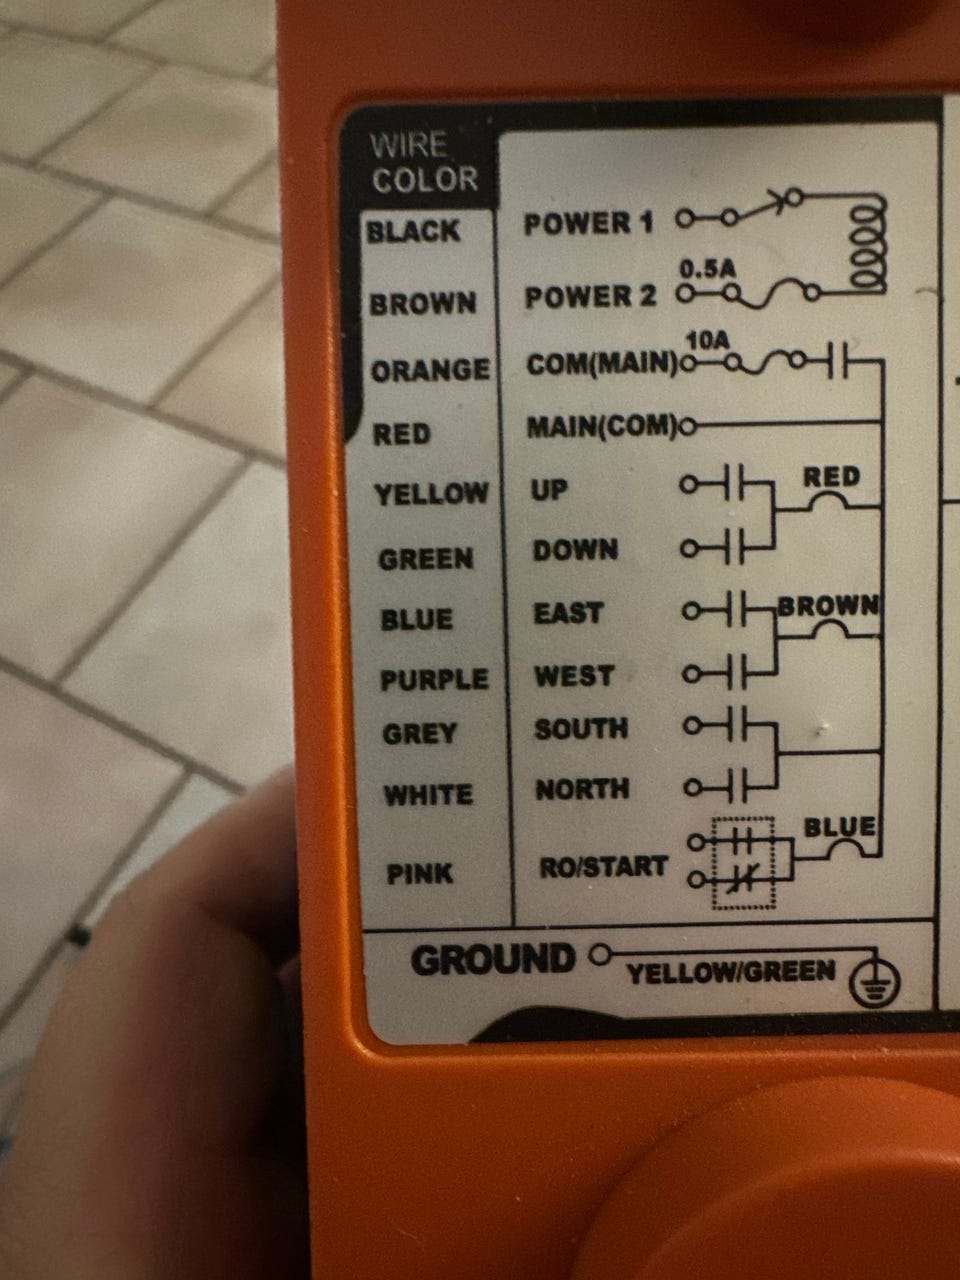 WIRE
COLOR
BLACK POWER 1
0.5A
BROWN POWER 2
10A
ORANGE COM(MAIN)
RED MAIN(COM)
YELLOW UP RED
GREEN DOWN
BLUE EAST BROWN
PURPLE WEST
GREY SOUTH
WHITE NORTH
BLUE
PINK RO/START
GROUND YELLOW/GREEN